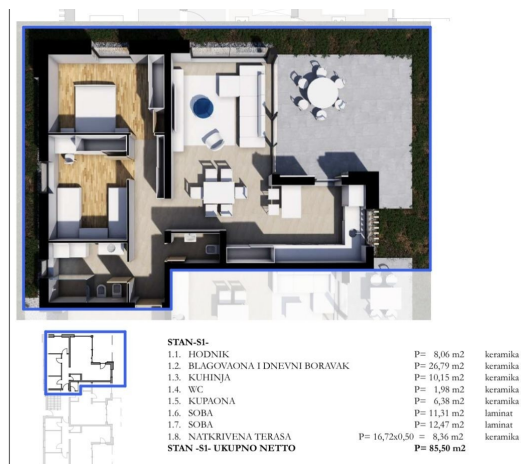 STAN-S1-
1.1. HODNIK P= 8,06 m2 keramika
1.2. BLAGOVAONA I DNEVNI BORAVAK P= 26,79 m2 keramika
1.3. KUHINJA P= 10,15 m2 keramika
1.4. WC P= 1,98 m2 keramika
1.5. KUPAONA P= 6,38 m2 keramika
1.6. SOBA P= 11,31 m2 laminat
1.7. SOBA P= 12,47 m2 laminat
1.8. NATKRIVENA TERASA P= 16,72x0,50 = 8,36 m2 keramika
STAN -S1- UKUPNO NETTO P= 85,50 m2